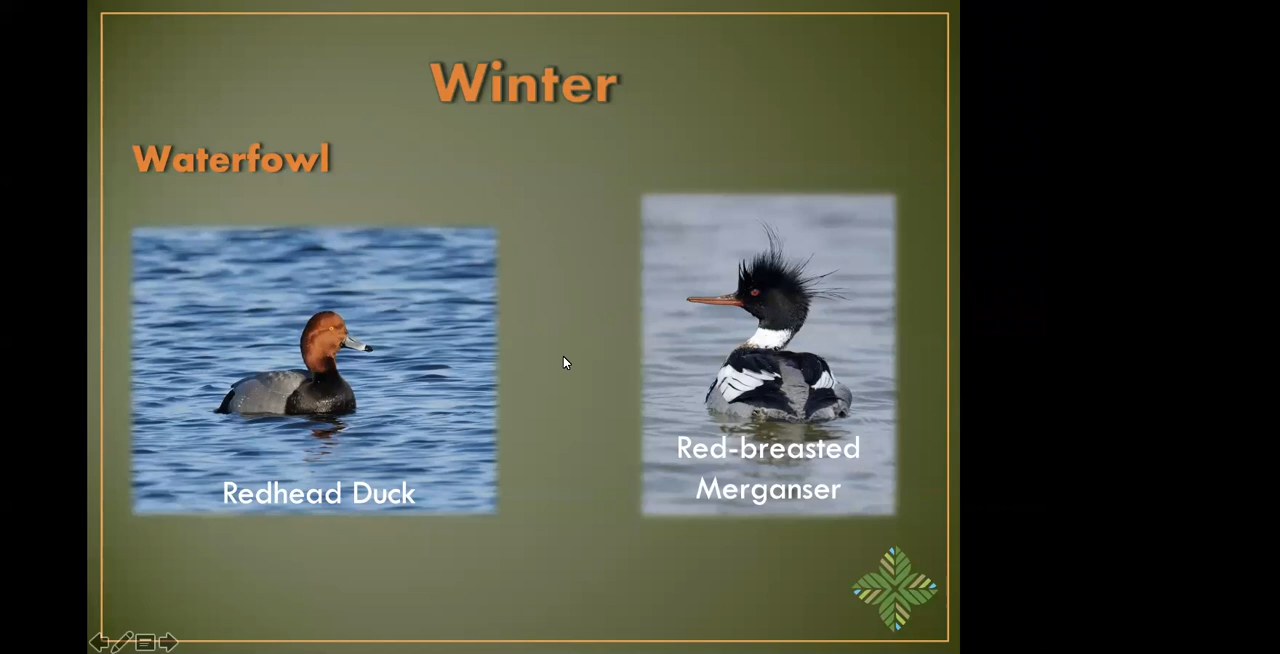 Winter
Waterfowl
Redhead Duck
Red-breasted
Merganser